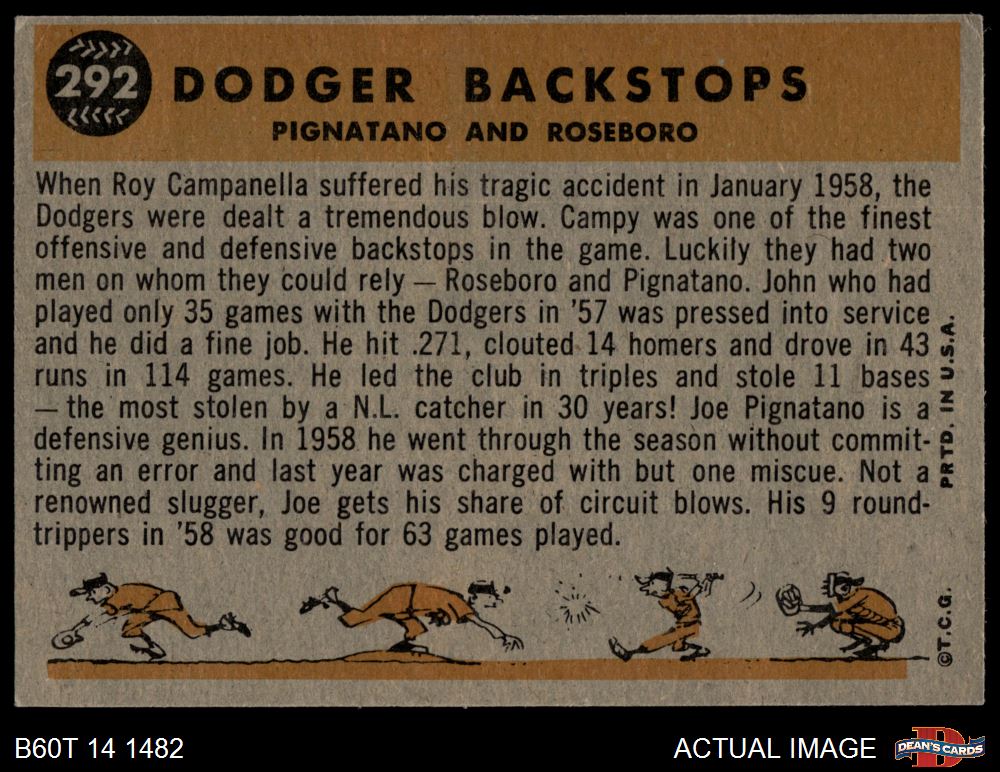 292
DODGER BACKSTOPS
PIGNATANO AND ROSEBORO
When Roy Campanella suffered his tragic accident in January 1958, the
Dodgers were dealt a tremendous blow. Campy was one of the finest
offensive and defensive backstops in the game. Luckily they had two
men on whom they could rely — Roseboro and Pignatano. John who had
played only 35 games with the Dodgers in '57 was pressed into service
and he did a fine job. He hit .271, clouted 14 homers and drove in 43
runs in 114 games. He led the club in triples and stole 11 bases
— the most stolen by a N.L. catcher in 30 years! Joe Pignatano is a
defensive genius. In 1958 he went through the season without commit-
ting an error and last year was charged with but one miscue. Not a
renowned slugger, Joe gets his share of circuit blows. His 9 round-
trippers in '58 was good for 63 games played.
©T.C.G. PRTD. IN U.S.A.
B60T 14 1482
ACTUAL IMAGE
D
DEAN'S CARDS